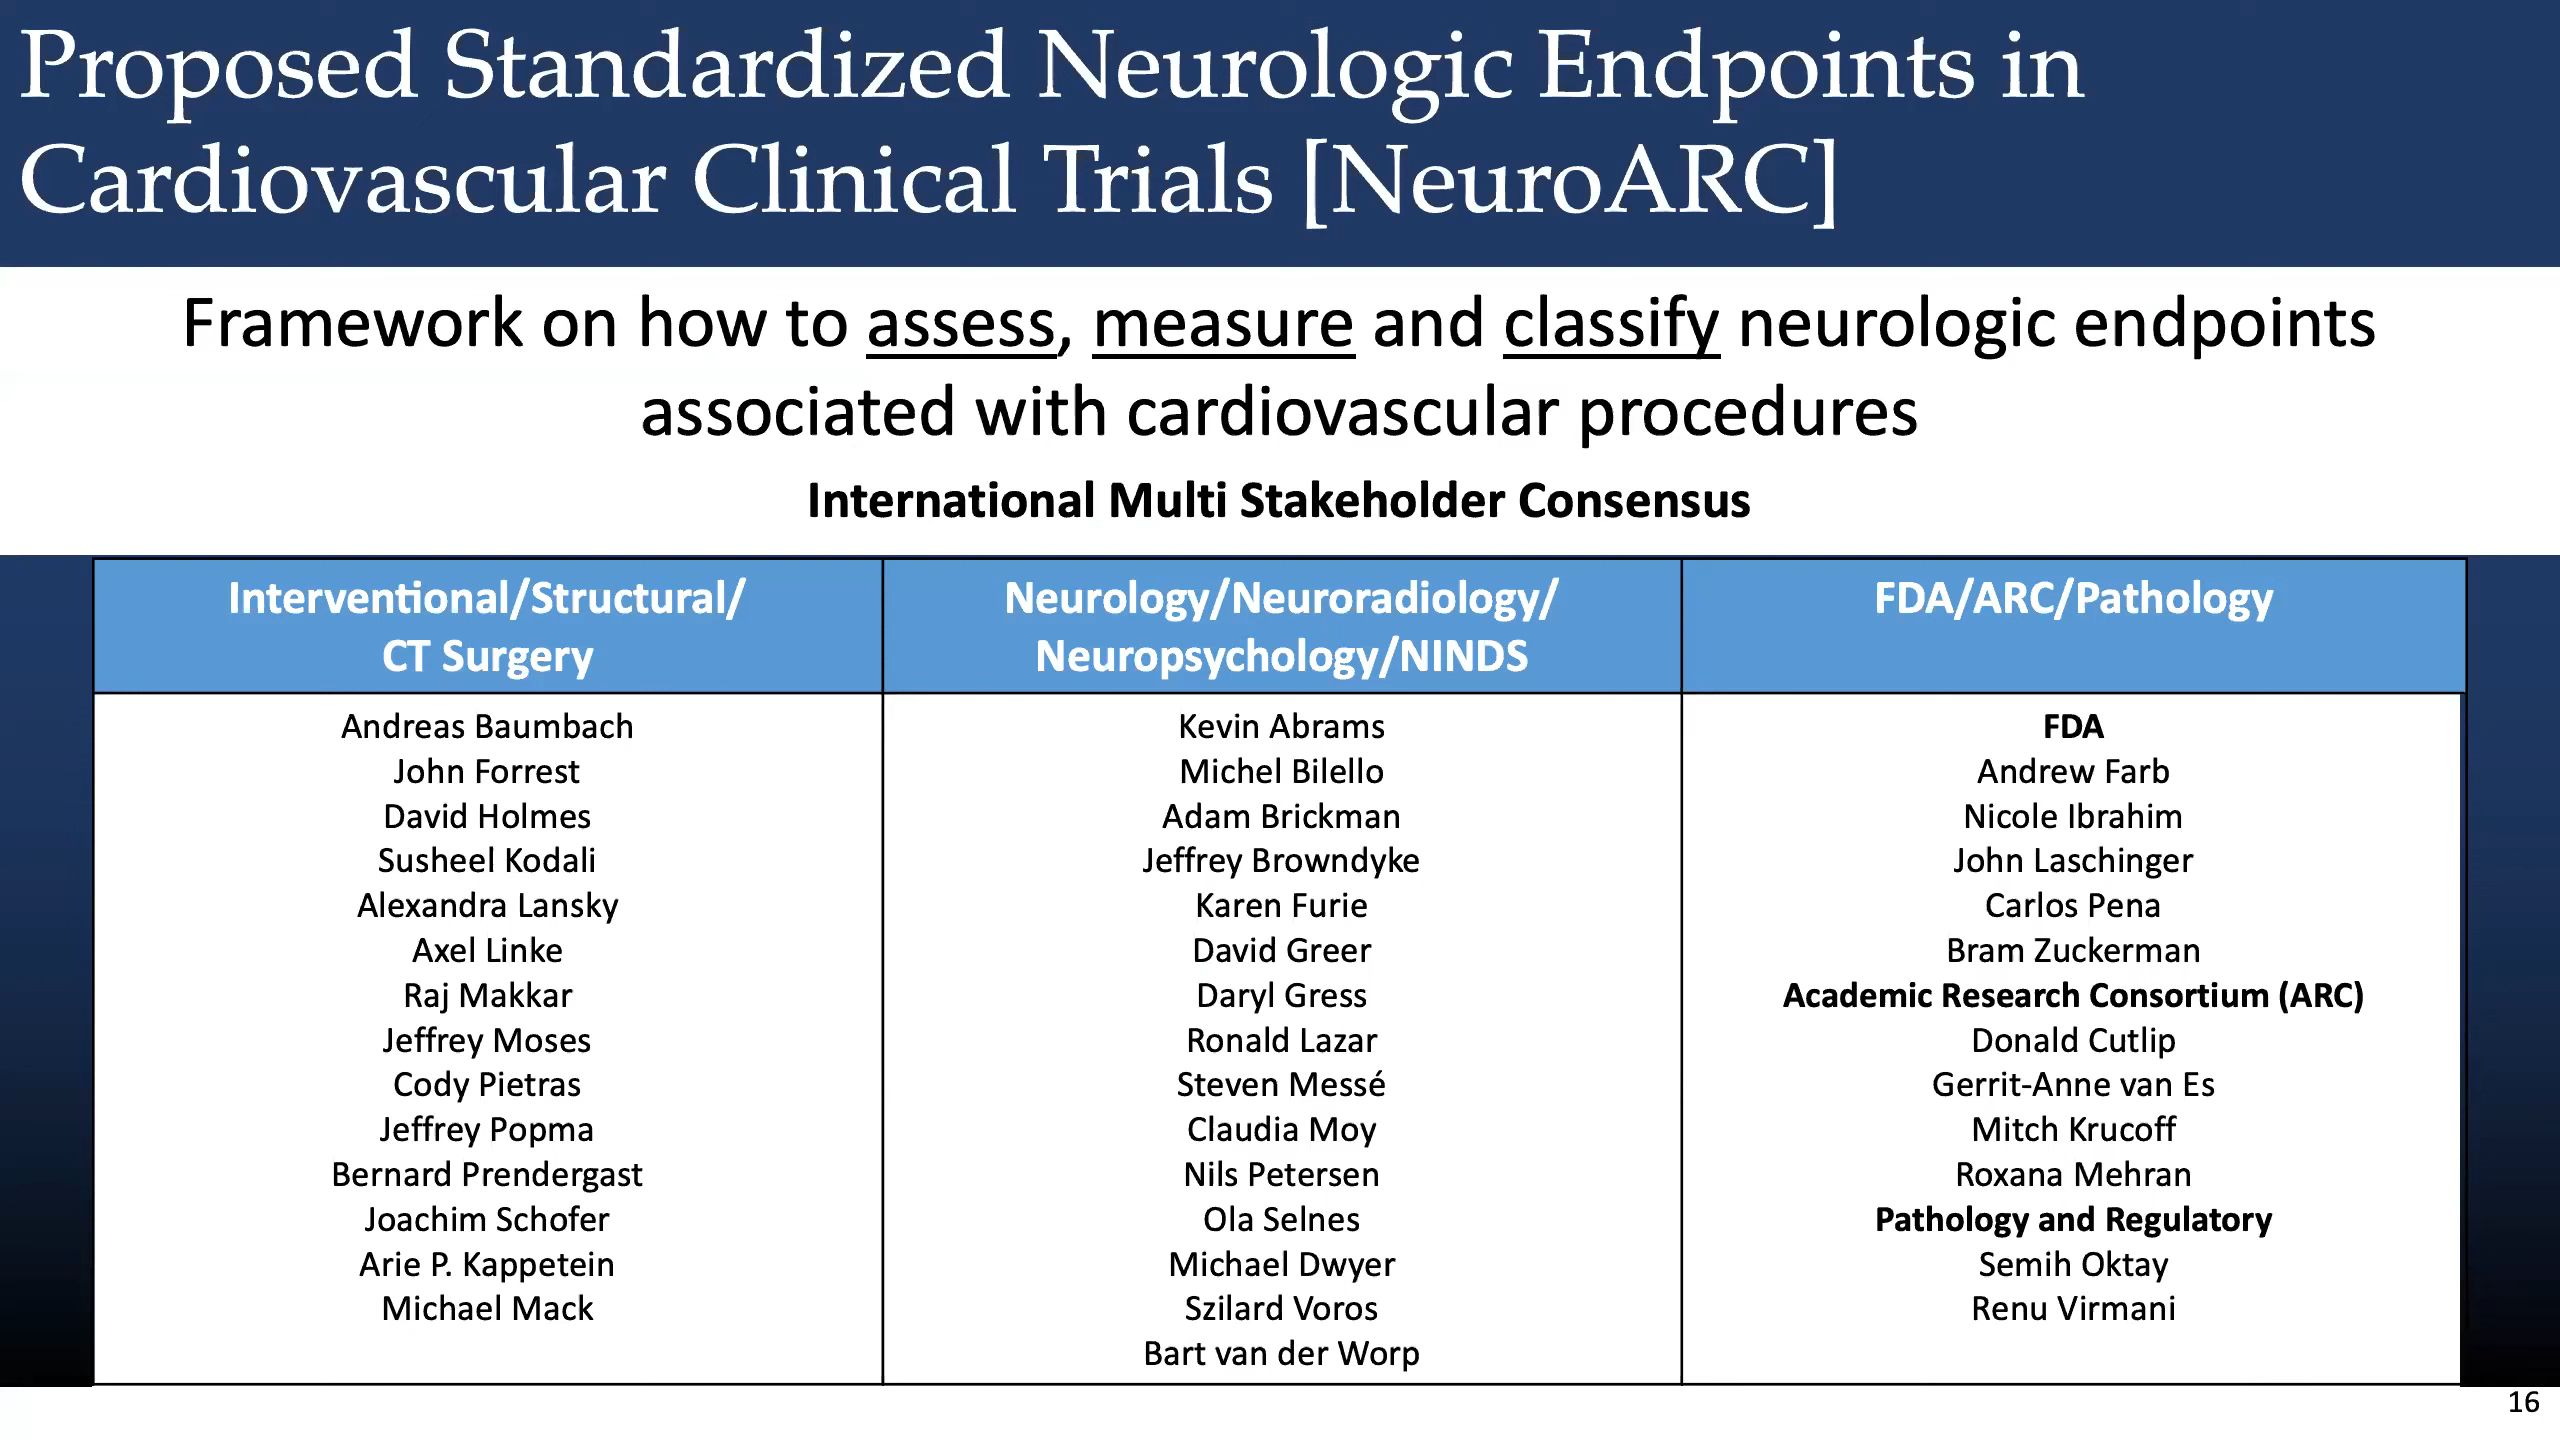 Proposed Standardized Neurologic Endpoints in
Cardiovascular Clinical Trials [NeuroARC]
Framework on how to assess, measure and classify neurologic endpoints
associated with cardiovascular procedures
International Multi Stakeholder Consensus
Interventional/Structural/
CT Surgery
Andreas Baumbach
John Forrest
David Holmes
Susheel Kodali
Alexandra Lansky
Axel Linke
Raj Makkar
Jeffrey Moses
Cody Pietras
Jeffrey Popma
Bernard Prendergast
Joachim Schofer
Arie P. Kappetein
Michael Mack
Neurology/Neuroradiology/
Neuropsychology/NINDS
Kevin Abrams
Michel Bilello
Adam Brickman
Jeffrey Browndyke
Karen Furie
David Greer
Daryl Gress
Ronald Lazar
Steven Messé
Claudia Moy
Nils Petersen
Ola Selnes
Michael Dwyer
Szilard Voros
Bart van der Worp
FDA/ARC/Pathology
FDA
Andrew Farb
Nicole Ibrahim
John Laschinger
Carlos Pena
Bram Zuckerman
Academic Research Consortium (ARC)
Donald Cutlip
Gerrit-Anne van Es
Mitch Krucoff
Roxana Mehran
Pathology and Regulatory
Semih Oktay
Renu Virmani
16